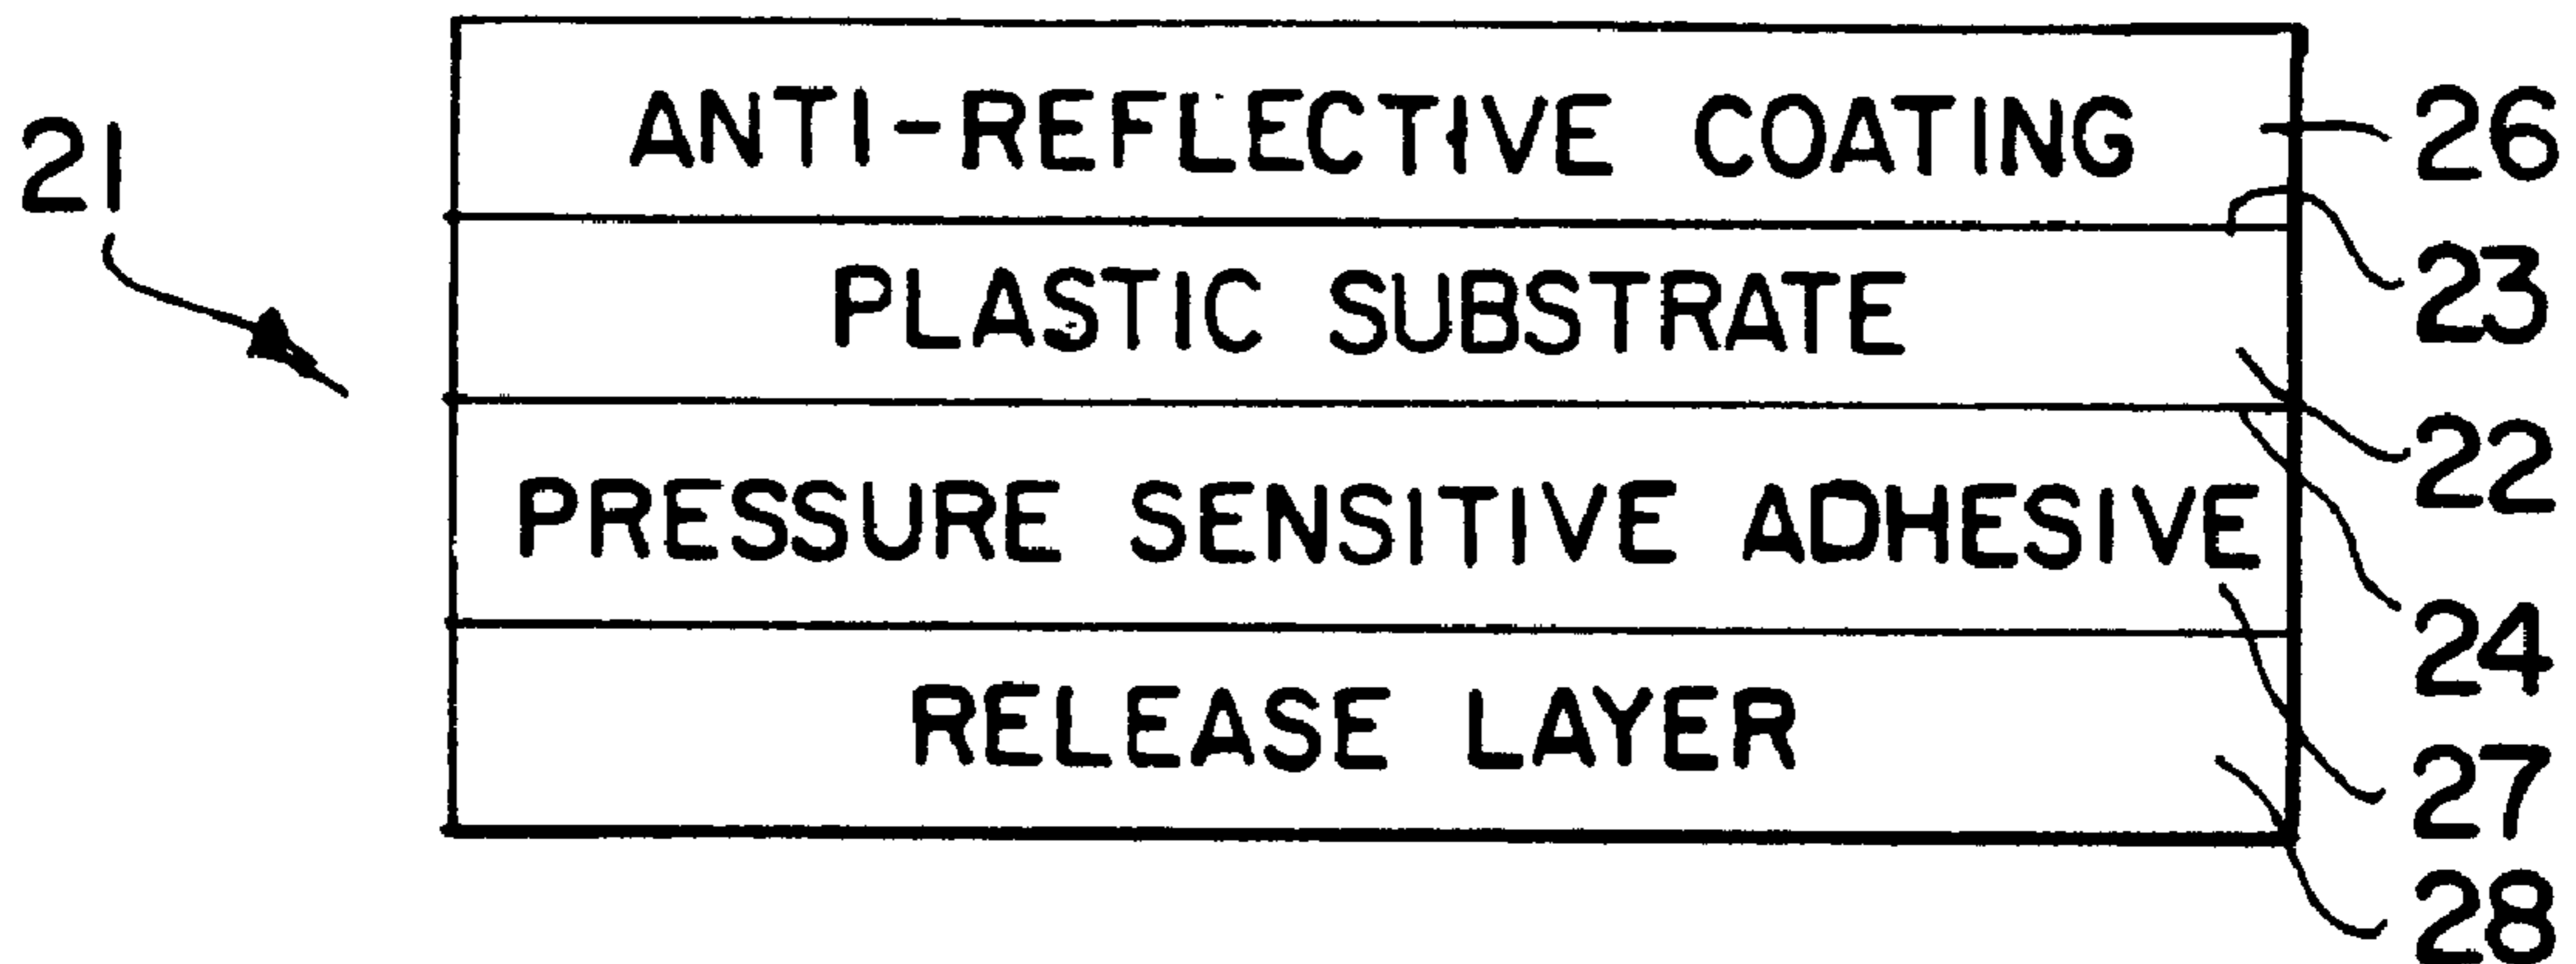 21
ANTI-REFLECTIVE COATING
26
23
PLASTIC SUBSTRATE
22
PRESSURE SENSITIVE ADHESIVE
24
27
RELEASE LAYER
28